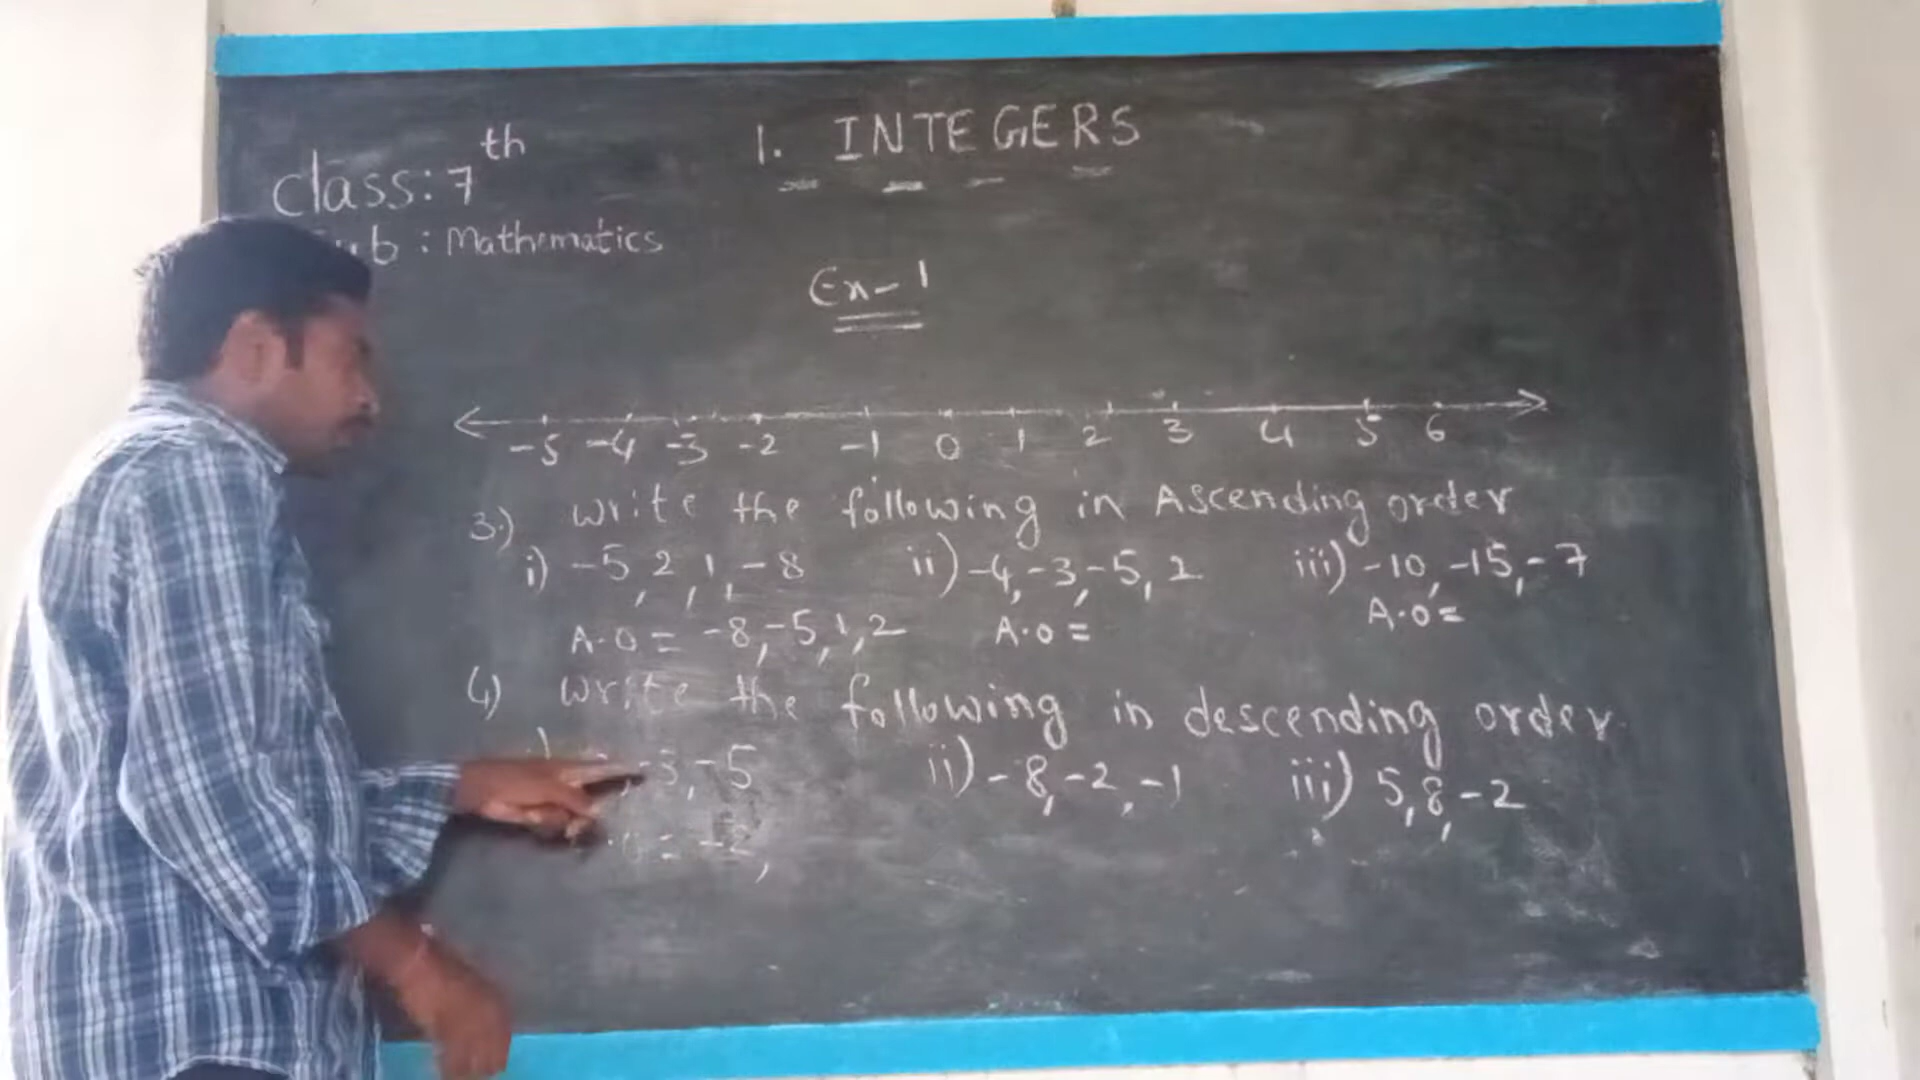 class: 7th
1. INTEGERS
: Mathematics
Ex-1
-5 -4 -3 -2 -1 0 1 2 3 4 5 6
3.) write the following in Ascending order
i) -5, 2, 1, -8 ii) -4, -3, -5, 2 iii) -10, -15, -7
A.O = -8, -5, 1, 2 A.O = A.O =
4) write the following in descending order
-3, -5 ii) -8, -2, -1 iii) 5, 8, -2
=